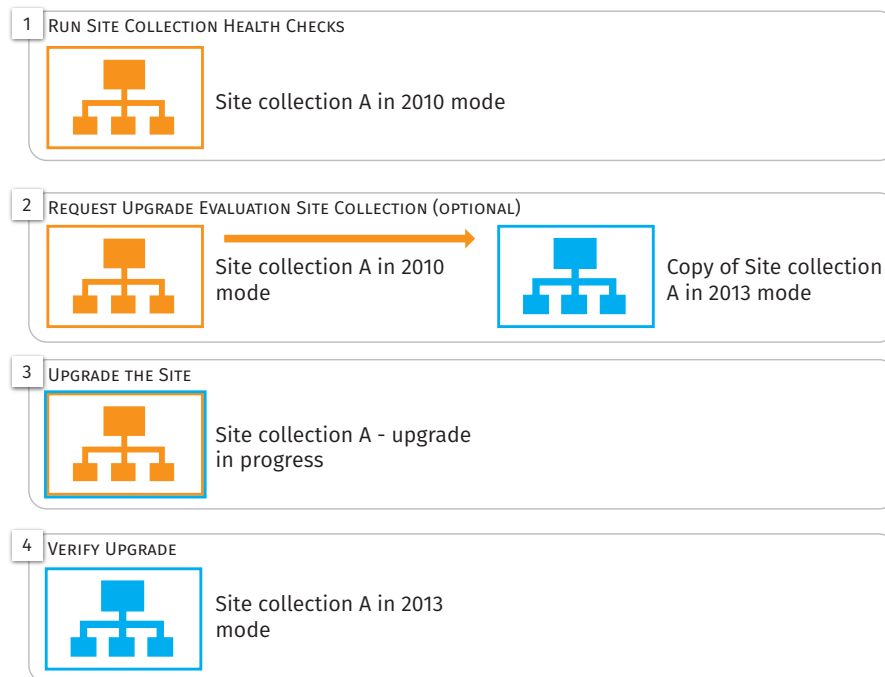 1
Run Site Collection Health Checks
Site collection A in 2010 mode
2
Request Upgrade Evaluation Site Collection (optional)
Site collection A in 2010
mode
Copy of Site collection
A in 2013 mode
3
Upgrade the Site
Site collection A - upgrade
in progress
4
Verify Upgrade
Site collection A in 2013
mode